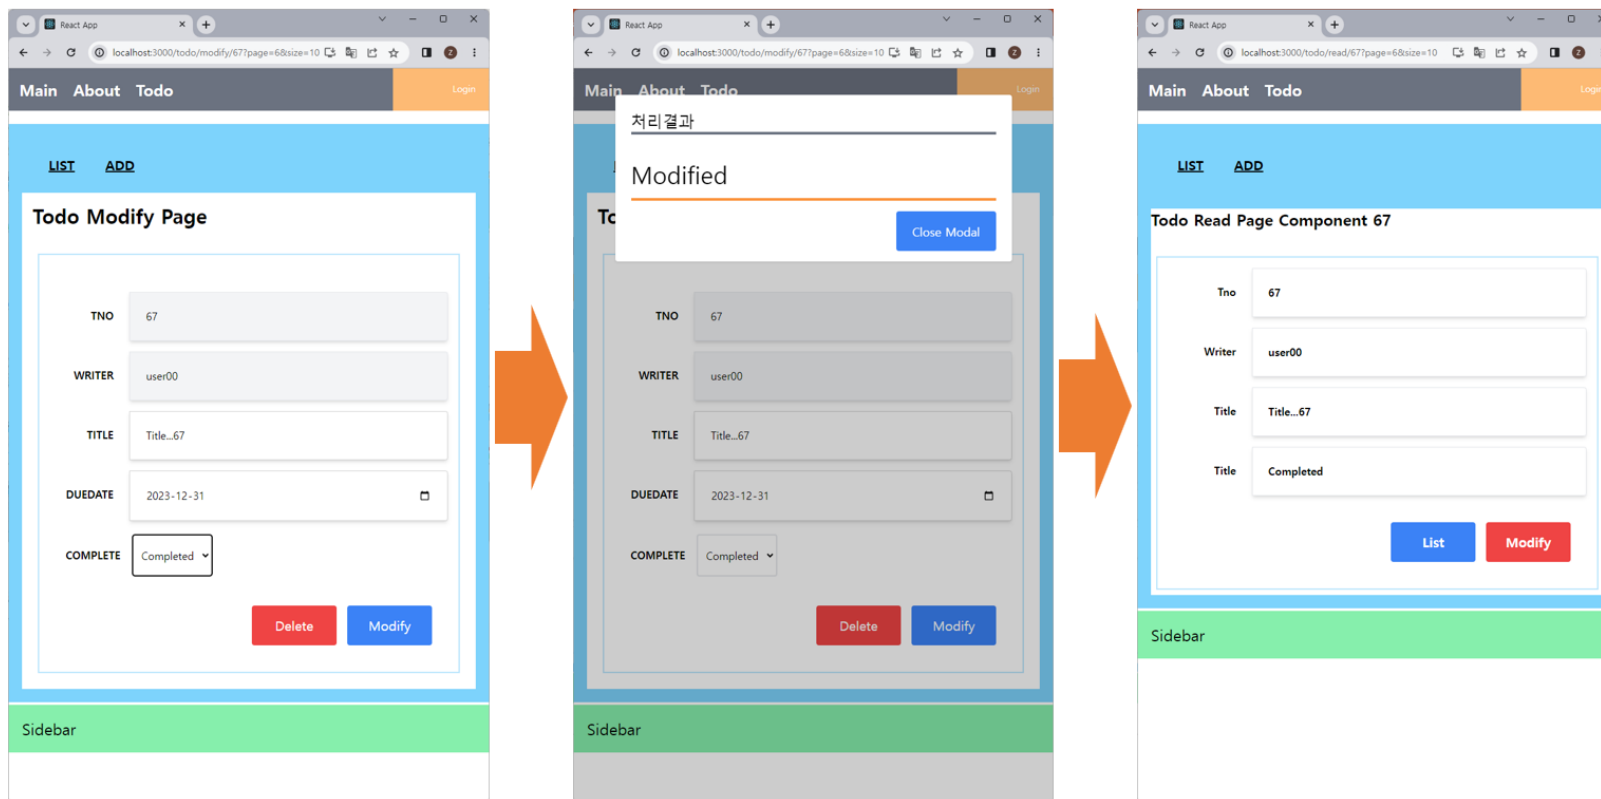 React App
localhost:3000/todo/modify/67?page=6&size=10
Main About Todo
Login
LIST ADD
Todo Modify Page
TNO 67
WRITER user00
TITLE Title...67
DUEDATE 2023-12-31
COMPLETE Completed
Delete Modify
Sidebar
React App
localhost:3000/todo/modify/67?page=6&size=10
Main About Todo
Login
처리결과
Modified
Close Modal
To
TNO 67
WRITER user00
TITLE Title...67
DUEDATE 2023-12-31
COMPLETE Completed
Delete Modify
Sidebar
React App
localhost:3000/todo/read/67?page=6&size=10
Main About Todo
Login
LIST ADD
Todo Read Page Component 67
Tno 67
Writer user00
Title Title...67
Title Completed
List Modify
Sidebar